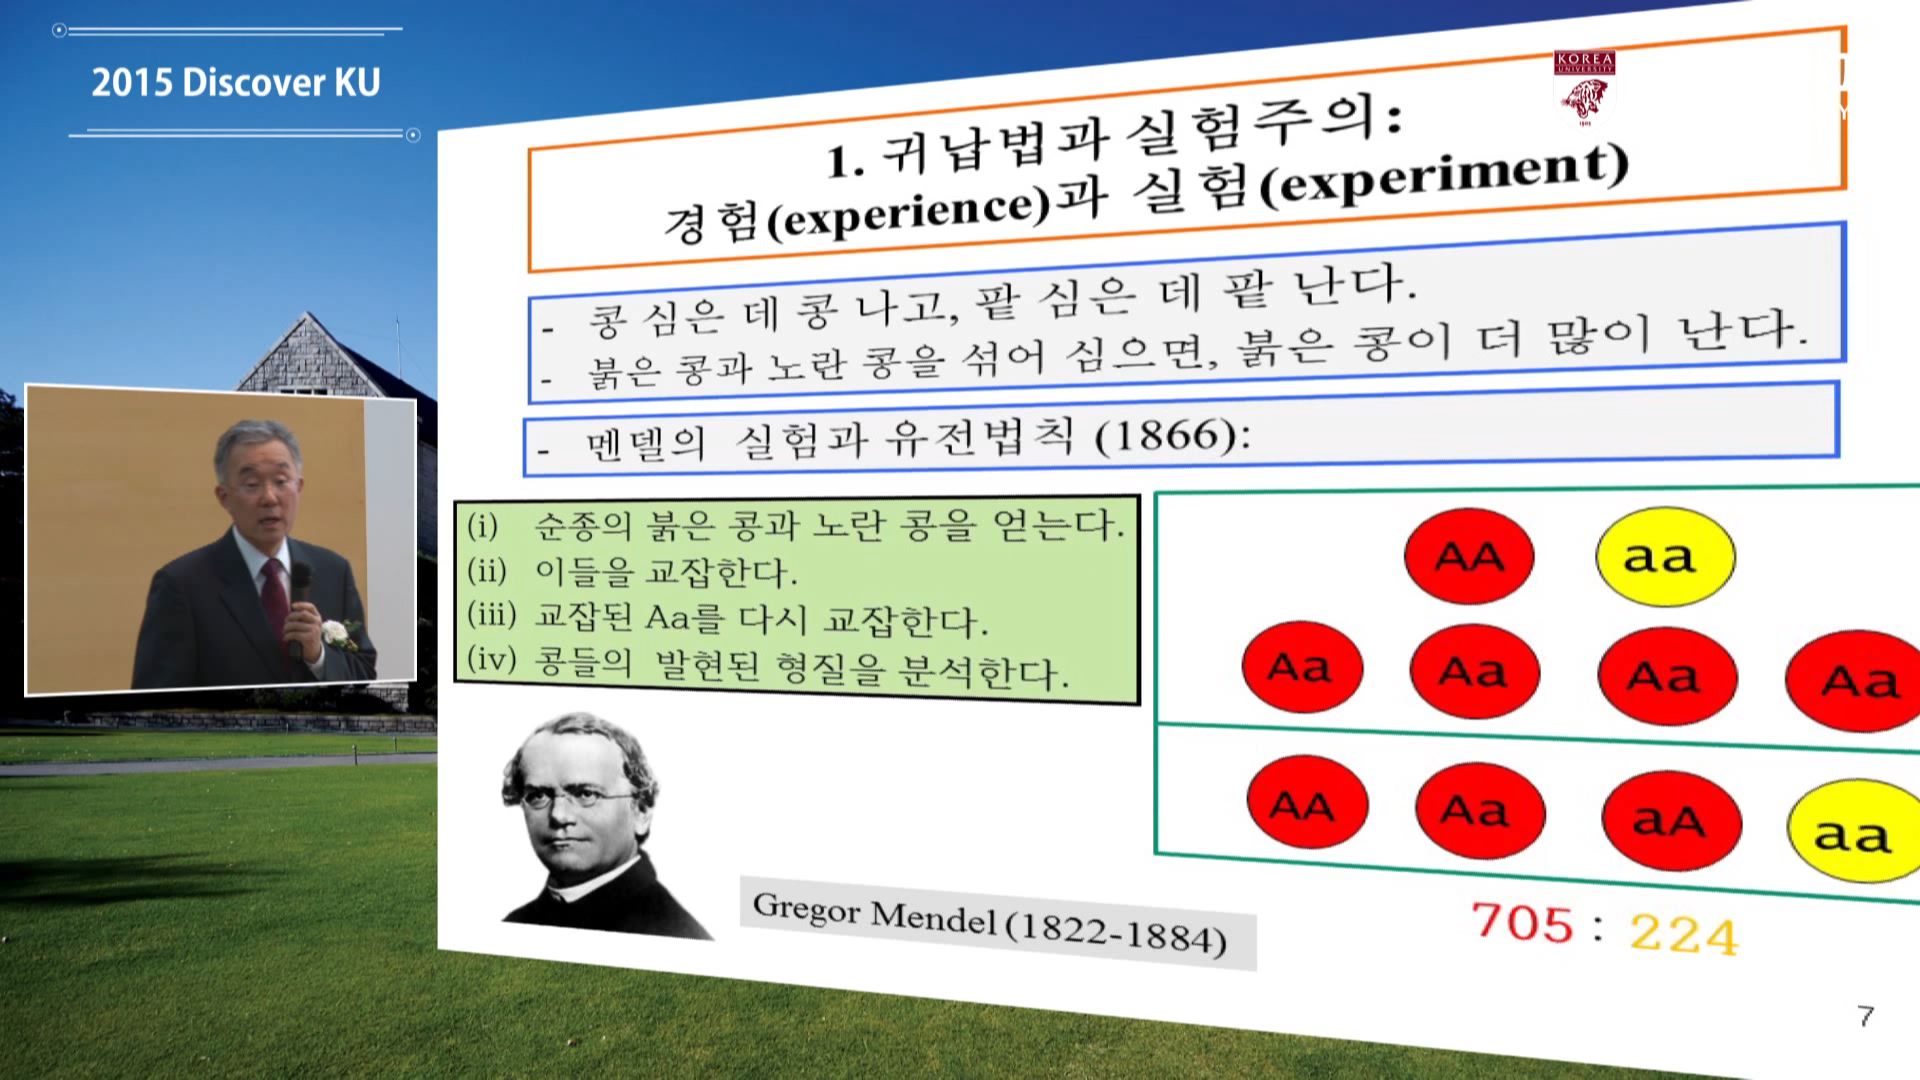 2015 Discover KU
KOREA
UNIVERSITY
1905
1. 귀납법과 실험주의:
경험(experience)과 실험(experiment)
- 콩 심은 데 콩 나고, 팥 심은 데 팥 난다.
- 붉은 콩과 노란 콩을 섞어 심으면, 붉은 콩이 더 많이 난다.
- 멘델의 실험과 유전법칙 (1866):
(i) 순종의 붉은 콩과 노란 콩을 얻는다.
(ii) 이들을 교잡한다.
(iii) 교잡된 Aa를 다시 교잡한다.
(iv) 콩들의 발현된 형질을 분석한다.
AA aa
Aa Aa Aa Aa
AA Aa aA aa
705 : 224
Gregor Mendel (1822-1884)
7